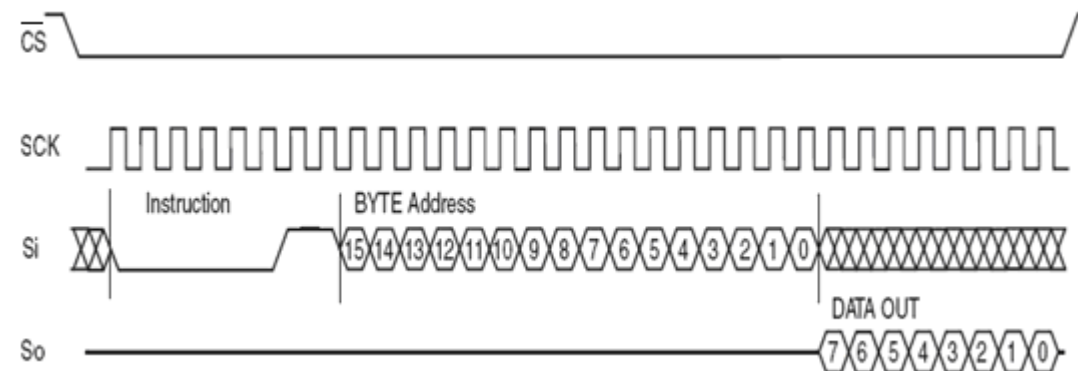 CS
SCK
Instruction BYTE Address
Si 15 14 13 12 11 10 9 8 7 6 5 4 3 2 1 0
DATA OUT
So 7 6 5 4 3 2 1 0